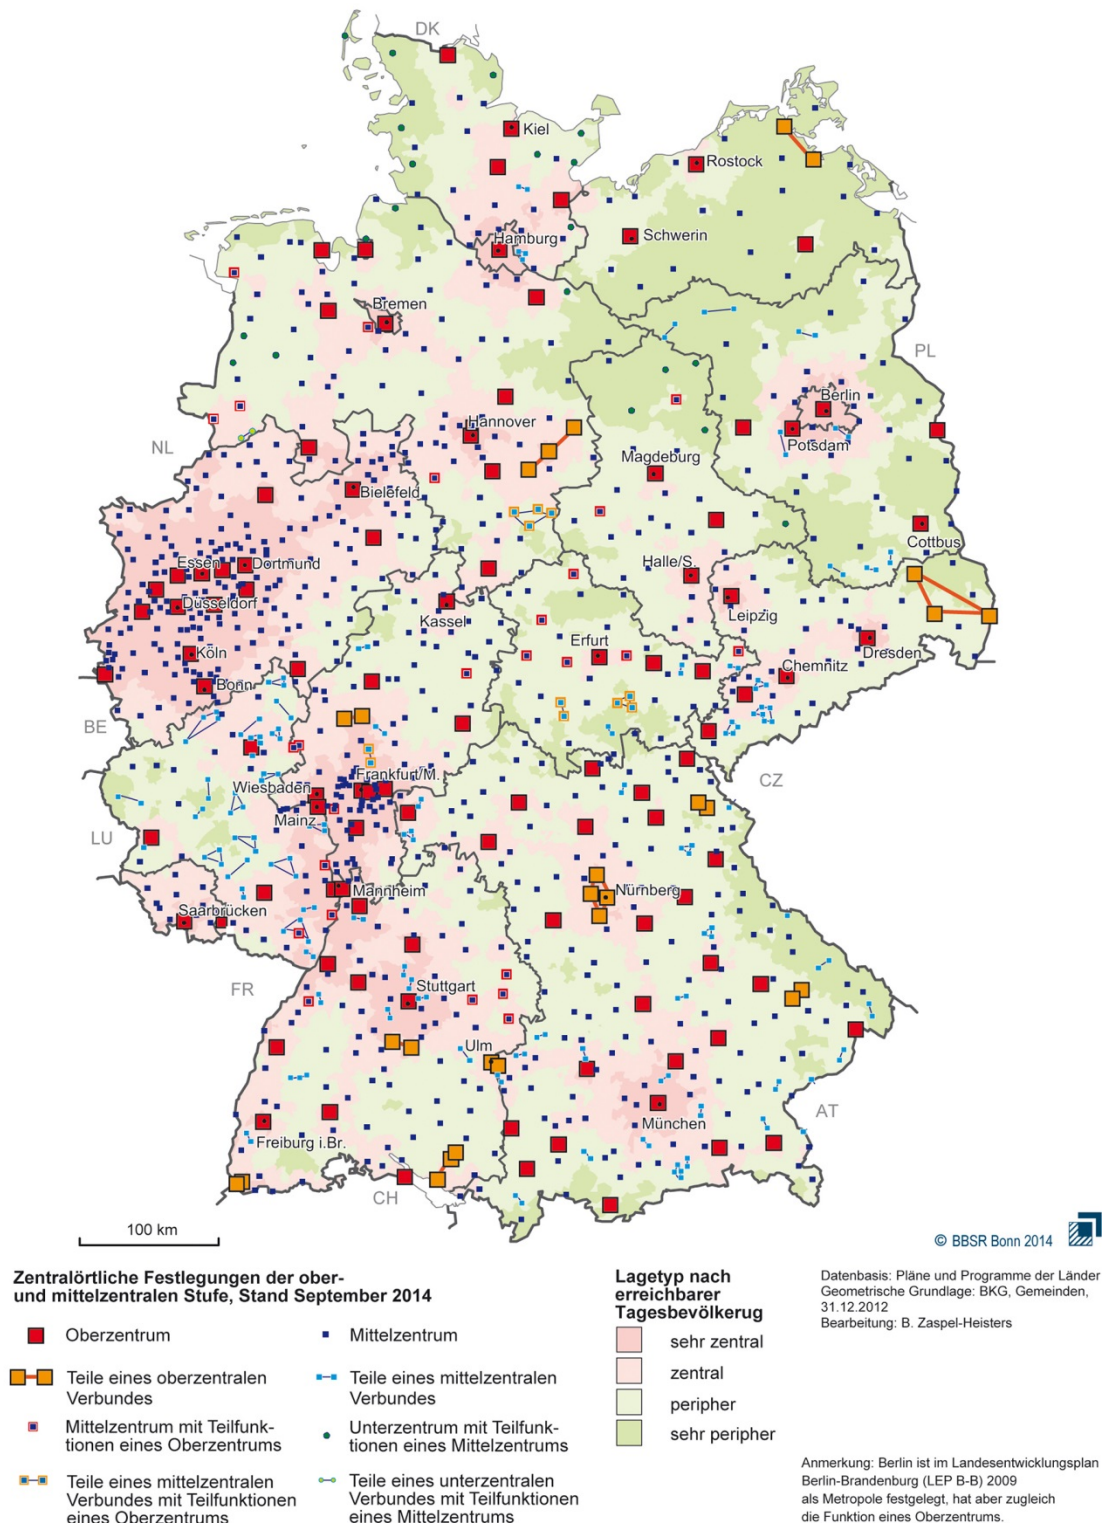 DK
Kiel
Rostock
Hamburg
Schwerin
Bremen
PL
Berlin
Hannover
NL
Potsdam
Magdeburg
Bielefeld
Cottbus
Essen
Dortmund
Halle/S.
Düsseldorf
Leipzig
Kassel
Erfurt
Dresden
Köln
Chemnitz
Bonn
BE
CZ
Frankfurt/M.
Wiesbaden
Mainz
LU
Mannheim
Nürnberg
Saarbrücken
FR
Stuttgart
Ulm
AT
München
Freiburg i.Br.
CH
100 km
© BBSR Bonn 2014
Zentralörtliche Festlegungen der ober-
und mittelzentralen Stufe, Stand September 2014
Oberzentrum
Mittelzentrum
Teile eines oberzentralen
Verbundes
Teile eines mittelzentralen
Verbundes
Mittelzentrum mit Teilfunk-
tionen eines Oberzentrums
Unterzentrum mit Teilfunk-
tionen eines Mittelzentrums
Teile eines mittelzentralen
Verbundes mit Teilfunktionen
eines Oberzentrums
Teile eines unterzentralen
Verbundes mit Teilfunktionen
eines Mittelzentrums
Lagetyp nach
erreichbarer
Tagesbevölkerug
sehr zentral
zentral
peripher
sehr peripher
Datenbasis: Pläne und Programme der Länder
Geometrische Grundlage: BKG, Gemeinden,
31.12.2012
Bearbeitung: B. Zaspel-Heisters
Anmerkung: Berlin ist im Landesentwicklungsplan
Berlin-Brandenburg (LEP B-B) 2009
als Metropole festgelegt, hat aber zugleich
die Funktion eines Oberzentrums.